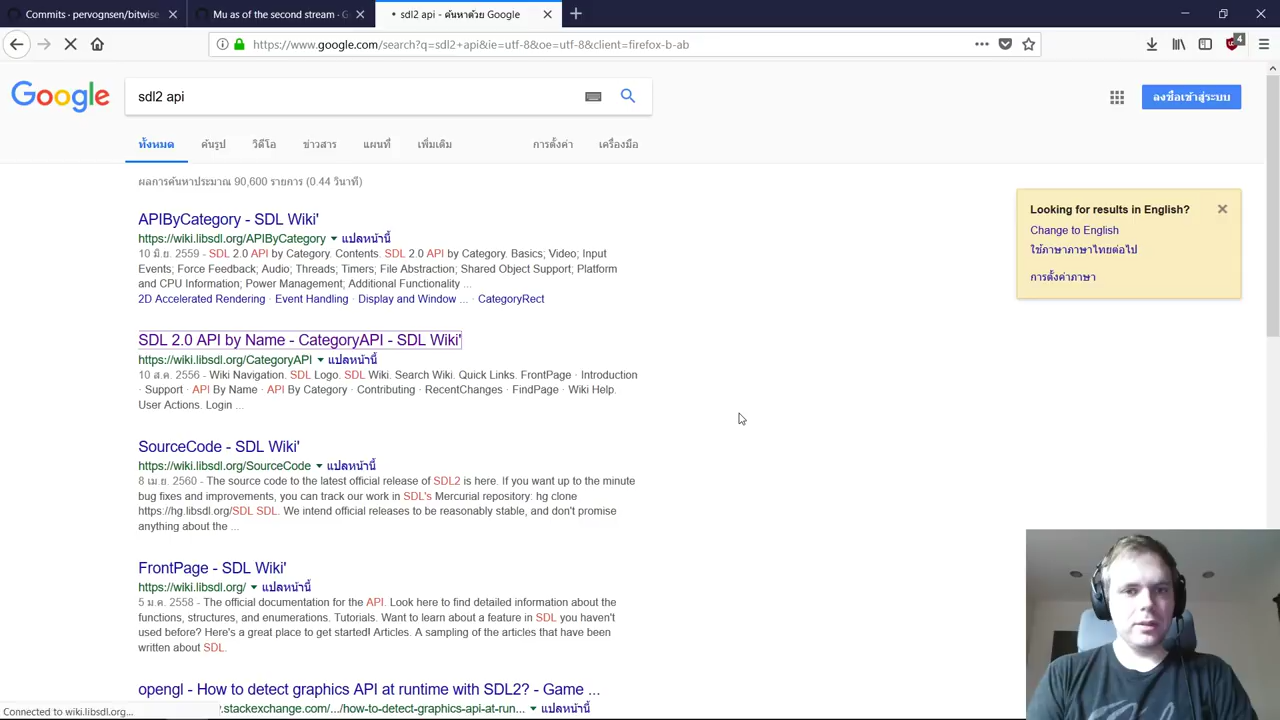 Commits - pervognsen/bitwise
Mu as of the second stream - G
sdl2 api - ค้นหาด้วย Google
https://www.google.com/search?q=sdl2+api&ie=utf-8&oe=utf-8&client=firefox-b-ab
4
Google
sdl2 api
ลงชื่อเข้าสู่ระบบ
ทั้งหมด ค้นรูป วิดีโอ ข่าวสาร แผนที่ เพิ่มเติม การตั้งค่า เครื่องมือ
ผลการค้นหาประมาณ 90,600 รายการ (0.44 วินาที)
APIByCategory - SDL Wiki'
https://wiki.libsdl.org/APIByCategory ▼ แปลหน้านี้
10 มิ.ย. 2559 - SDL 2.0 API by Category. Contents. SDL 2.0 API by Category. Basics; Video; Input
Events; Force Feedback; Audio; Threads; Timers; File Abstraction; Shared Object Support; Platform
and CPU Information; Power Management; Additional Functionality ...
2D Accelerated Rendering · Event Handling · Display and Window ... · CategoryRect
SDL 2.0 API by Name - CategoryAPI - SDL Wiki'
https://wiki.libsdl.org/CategoryAPI ▼ แปลหน้านี้
10 ส.ค. 2556 - Wiki Navigation. SDL Logo. SDL Wiki. Search Wiki. Quick Links. FrontPage · Introduction
· Support · API By Name · API By Category · Contributing · RecentChanges · FindPage · Wiki Help.
User Actions. Login ...
SourceCode - SDL Wiki'
https://wiki.libsdl.org/SourceCode ▼ แปลหน้านี้
8 เม.ย. 2560 - The source code to the latest official release of SDL2 is here. If you want up to the minute
bug fixes and improvements, you can track our work in SDL's Mercurial repository: hg clone
https://hg.libsdl.org/SDL SDL. We intend official releases to be reasonably stable, and don't promise
anything about the ...
FrontPage - SDL Wiki'
https://wiki.libsdl.org/ ▼ แปลหน้านี้
5 ม.ค. 2558 - The official documentation for the API. Look here to find detailed information about the
functions, structures, and enumerations. Tutorials. Want to learn about a feature in SDL you haven't
used before? Here's a great place to get started! Articles. A sampling of the articles that have been
written about SDL.
opengl - How to detect graphics API at runtime with SDL2? - Game ...
.stackexchange.com/.../how-to-detect-graphics-api-at-run... ▼ แปลหน้านี้
Looking for results in English?
Change to English
ใช้ภาษาภาษาไทยต่อไป
การตั้งค่าภาษา
Connected to wiki.libsdl.org...